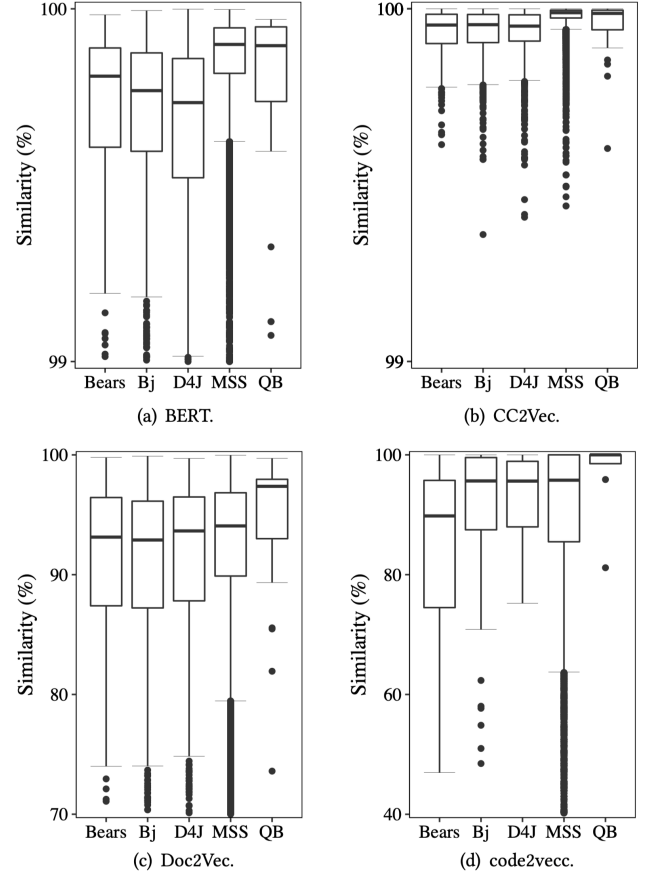 100
Similarity (%)
99
Bears Bj D4J MSS QB
(a) BERT.
100
Similarity (%)
99
Bears Bj D4J MSS QB
(b) CC2Vec.
100
90
Similarity (%)
80
70
Bears Bj D4J MSS QB
(c) Doc2Vec.
100
80
Similarity (%)
60
40
Bears Bj D4J MSS QB
(d) code2vecc.